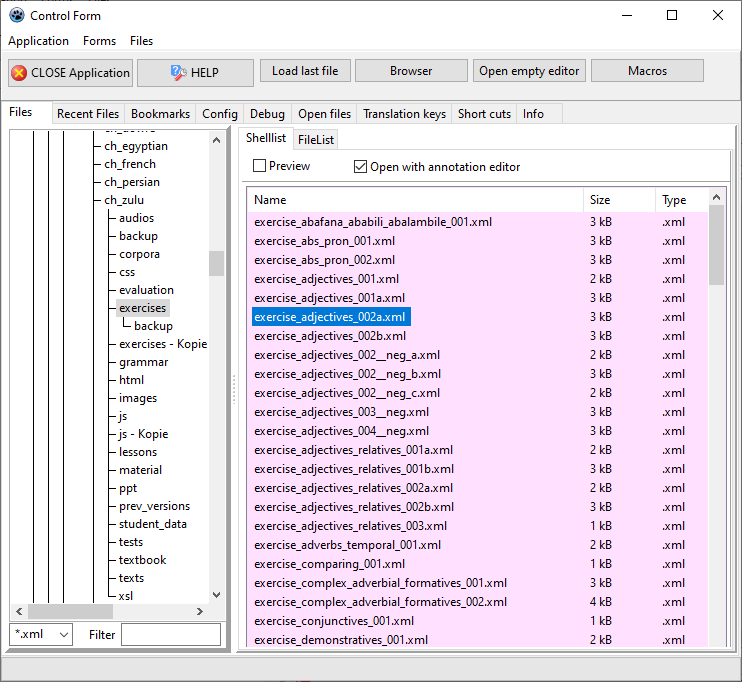 Control Form
Application Forms Files
CLOSE Application HELP Load last file Browser Open empty editor Macros
Files Recent Files Bookmarks Config Debug Open files Translation keys Short cuts Info
ch_egyptian
ch_french
ch_persian
ch_zulu
audios
backup
corpora
css
evaluation
exercises
backup
exercises - Kopie
grammar
html
images
js
js - Kopie
lessons
material
ppt
prev_versions
student_data
tests
textbook
texts
xsl
*.xml Filter
Shelllist FileList
Preview Open with annotation editor
Name Size Type
exercise_abafana_ababili_abalambile_001.xml 3 kB .xml
exercise_abs_pron_001.xml 3 kB .xml
exercise_abs_pron_002.xml 3 kB .xml
exercise_adjectives_001.xml 2 kB .xml
exercise_adjectives_001a.xml 3 kB .xml
exercise_adjectives_002a.xml 3 kB .xml
exercise_adjectives_002b.xml 3 kB .xml
exercise_adjectives_002__neg_a.xml 2 kB .xml
exercise_adjectives_002__neg_b.xml 3 kB .xml
exercise_adjectives_002__neg_c.xml 2 kB .xml
exercise_adjectives_003__neg.xml 3 kB .xml
exercise_adjectives_004__neg.xml 3 kB .xml
exercise_adjectives_relatives_001a.xml 2 kB .xml
exercise_adjectives_relatives_001b.xml 3 kB .xml
exercise_adjectives_relatives_002a.xml 2 kB .xml
exercise_adjectives_relatives_002b.xml 3 kB .xml
exercise_adjectives_relatives_003.xml 1 kB .xml
exercise_adverbs_temporal_001.xml 2 kB .xml
exercise_comparing_001.xml 1 kB .xml
exercise_complex_adverbial_formatives_001.xml 3 kB .xml
exercise_complex_adverbial_formatives_002.xml 4 kB .xml
exercise_conjunctives_001.xml 1 kB .xml
exercise_demonstratives_001.xml 2 kB .xml